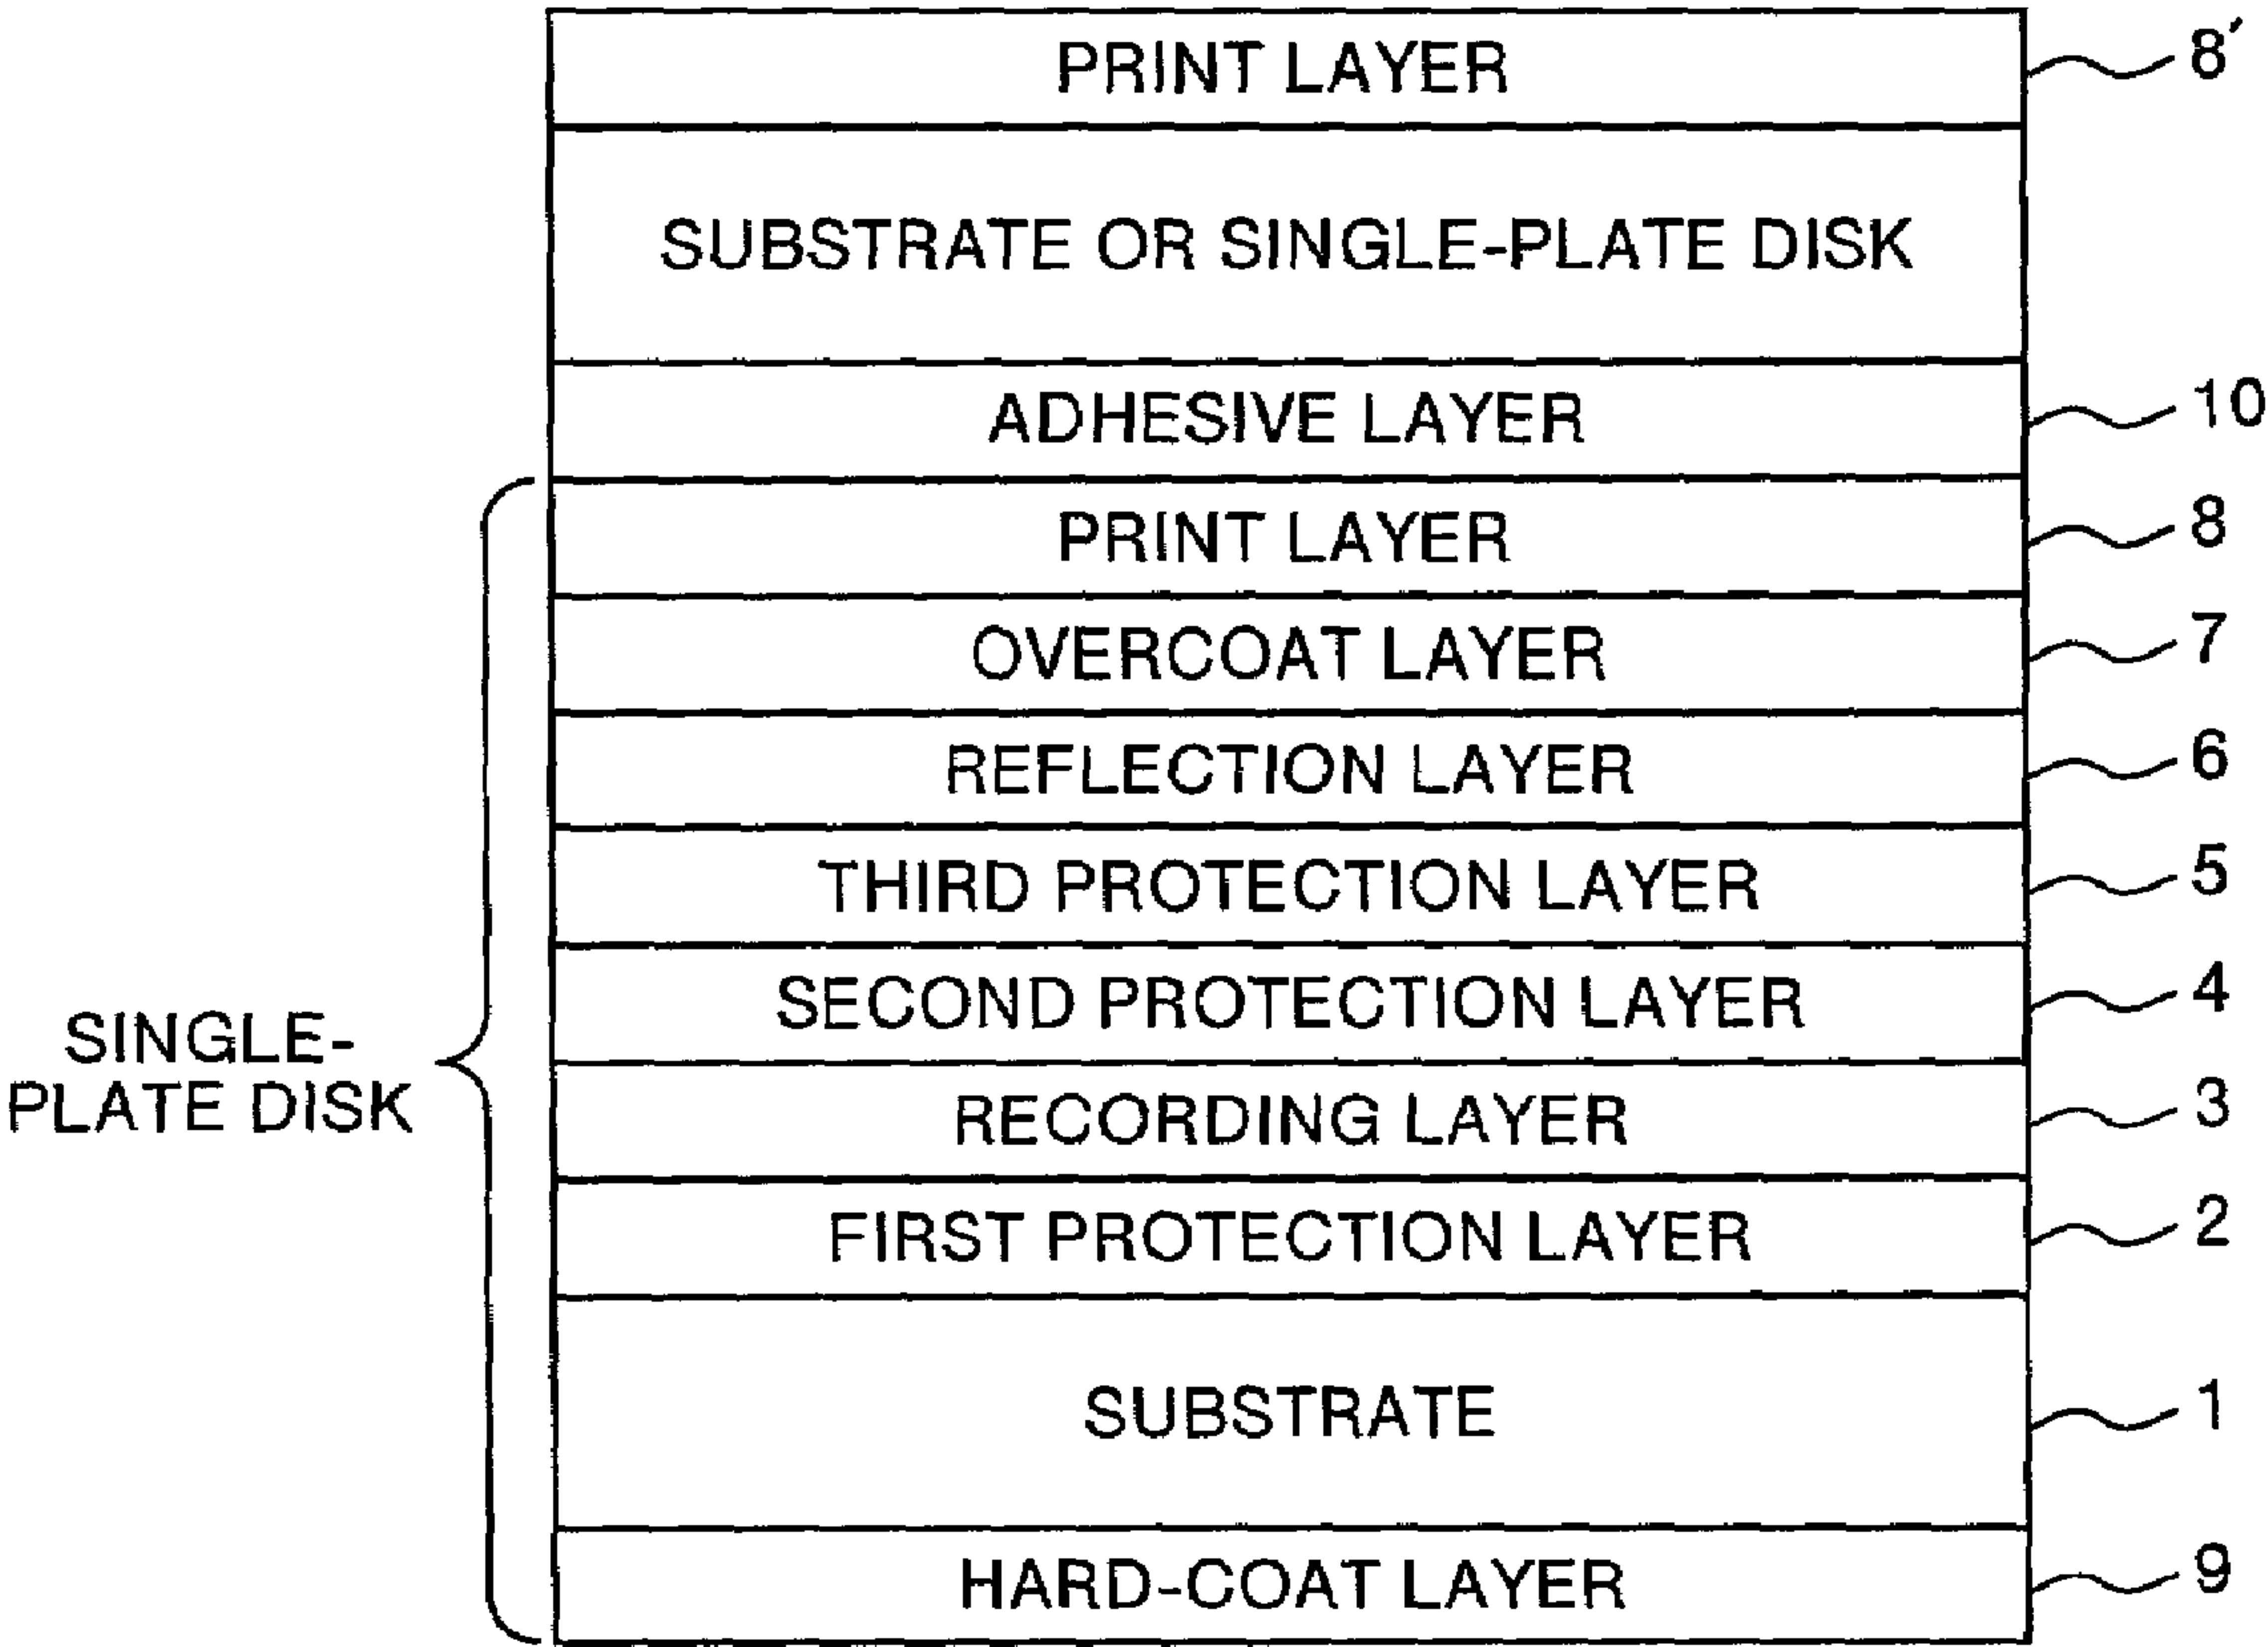 PRINT LAYER 8′
SUBSTRATE OR SINGLE-PLATE DISK
ADHESIVE LAYER 10
PRINT LAYER 8
OVERCOAT LAYER 7
REFLECTION LAYER 6
THIRD PROTECTION LAYER 5
SECOND PROTECTION LAYER 4
SINGLE-
PLATE DISK
RECORDING LAYER 3
FIRST PROTECTION LAYER 2
SUBSTRATE 1
HARD-COAT LAYER 9